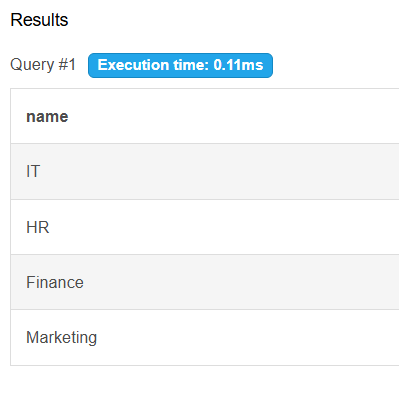 Results
Query #1 Execution time: 0.11ms
name
IT
HR
Finance
Marketing